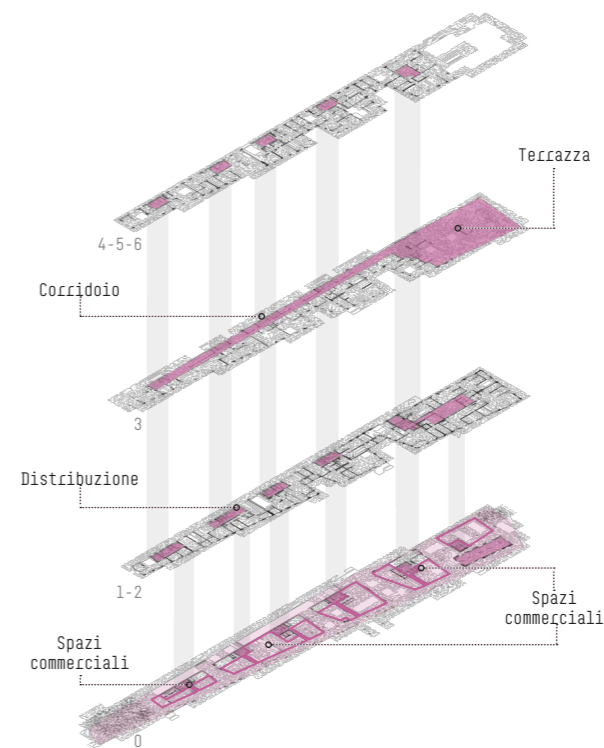 Terrazza
4-5-6
Corridoio
3
Distribuzione
1-2
Spazi
commerciali
Spazi
commerciali
0